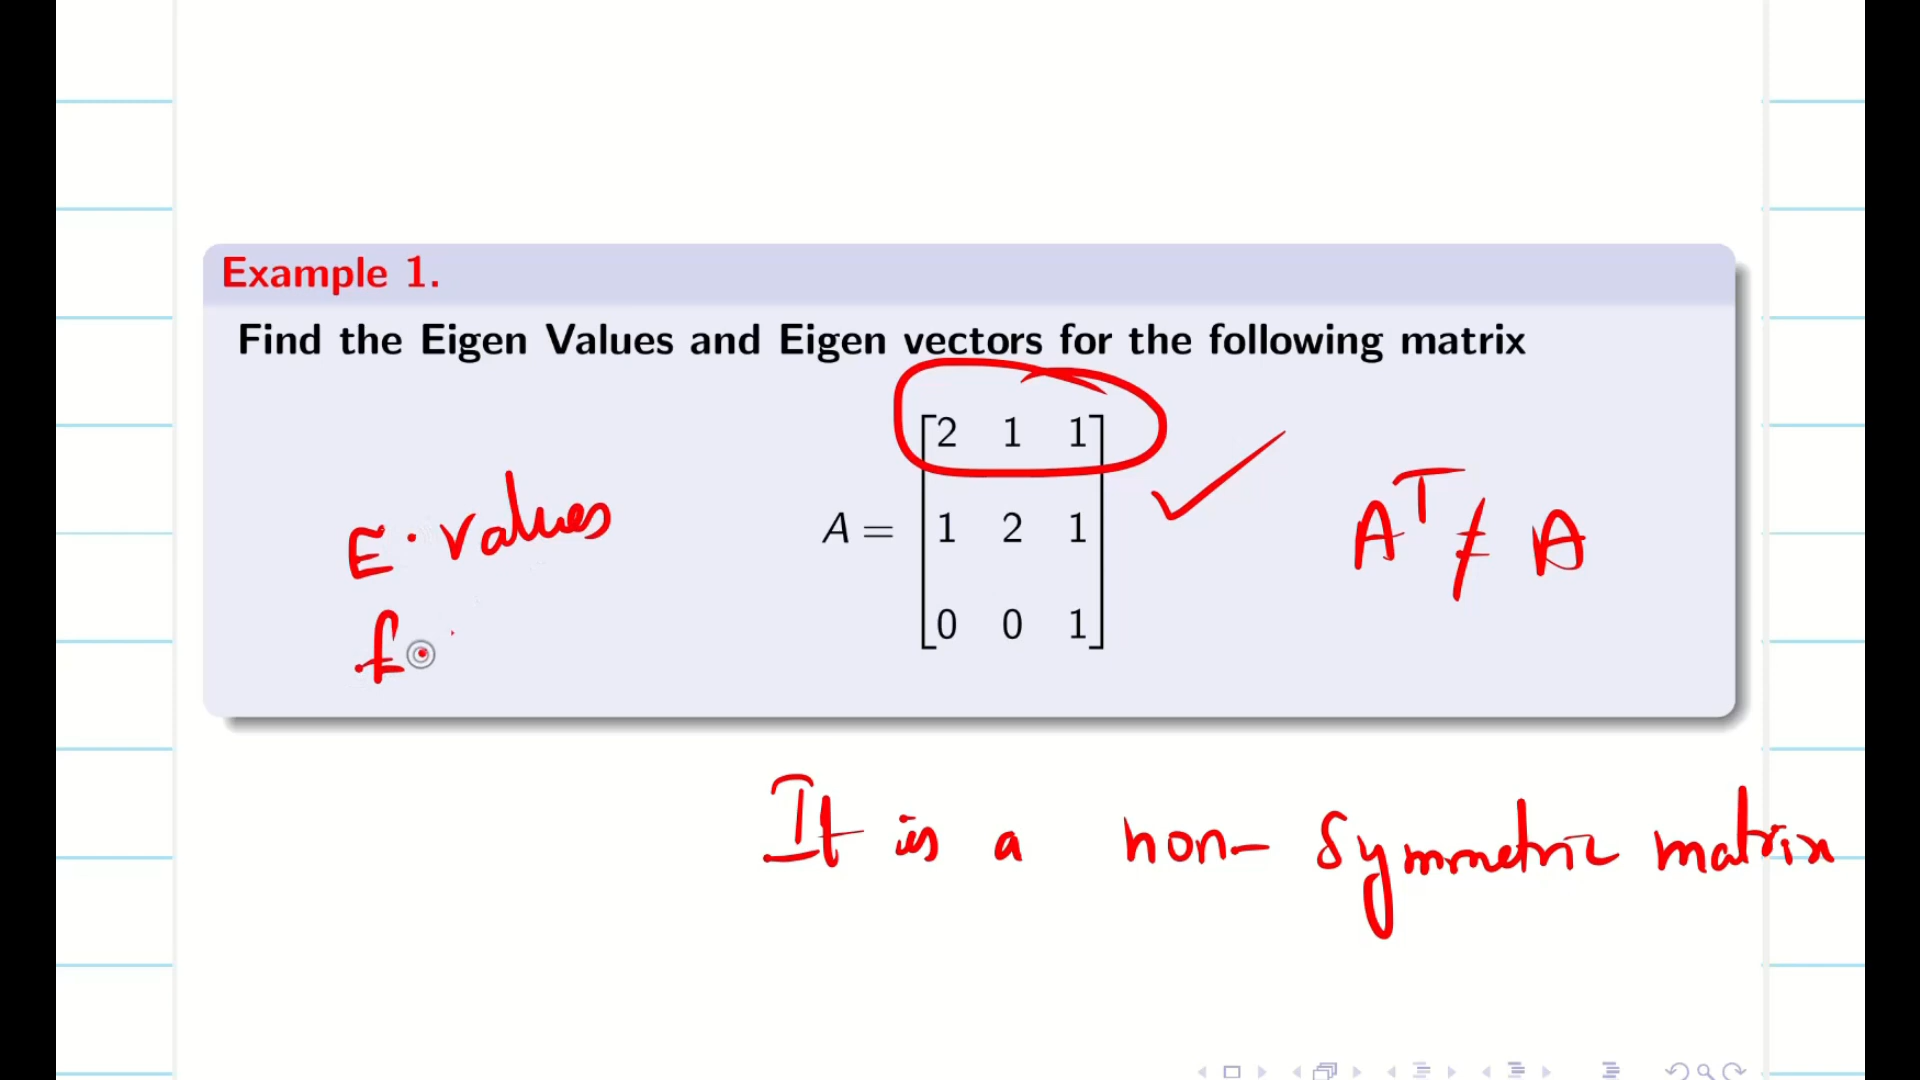 Example 1.
Find the Eigen Values and Eigen vectors for the following matrix
A = [2 1 1
1 2 1
0 0 1]
E. values
f
A^T ≠ A
It is a non- Symmetric matrix